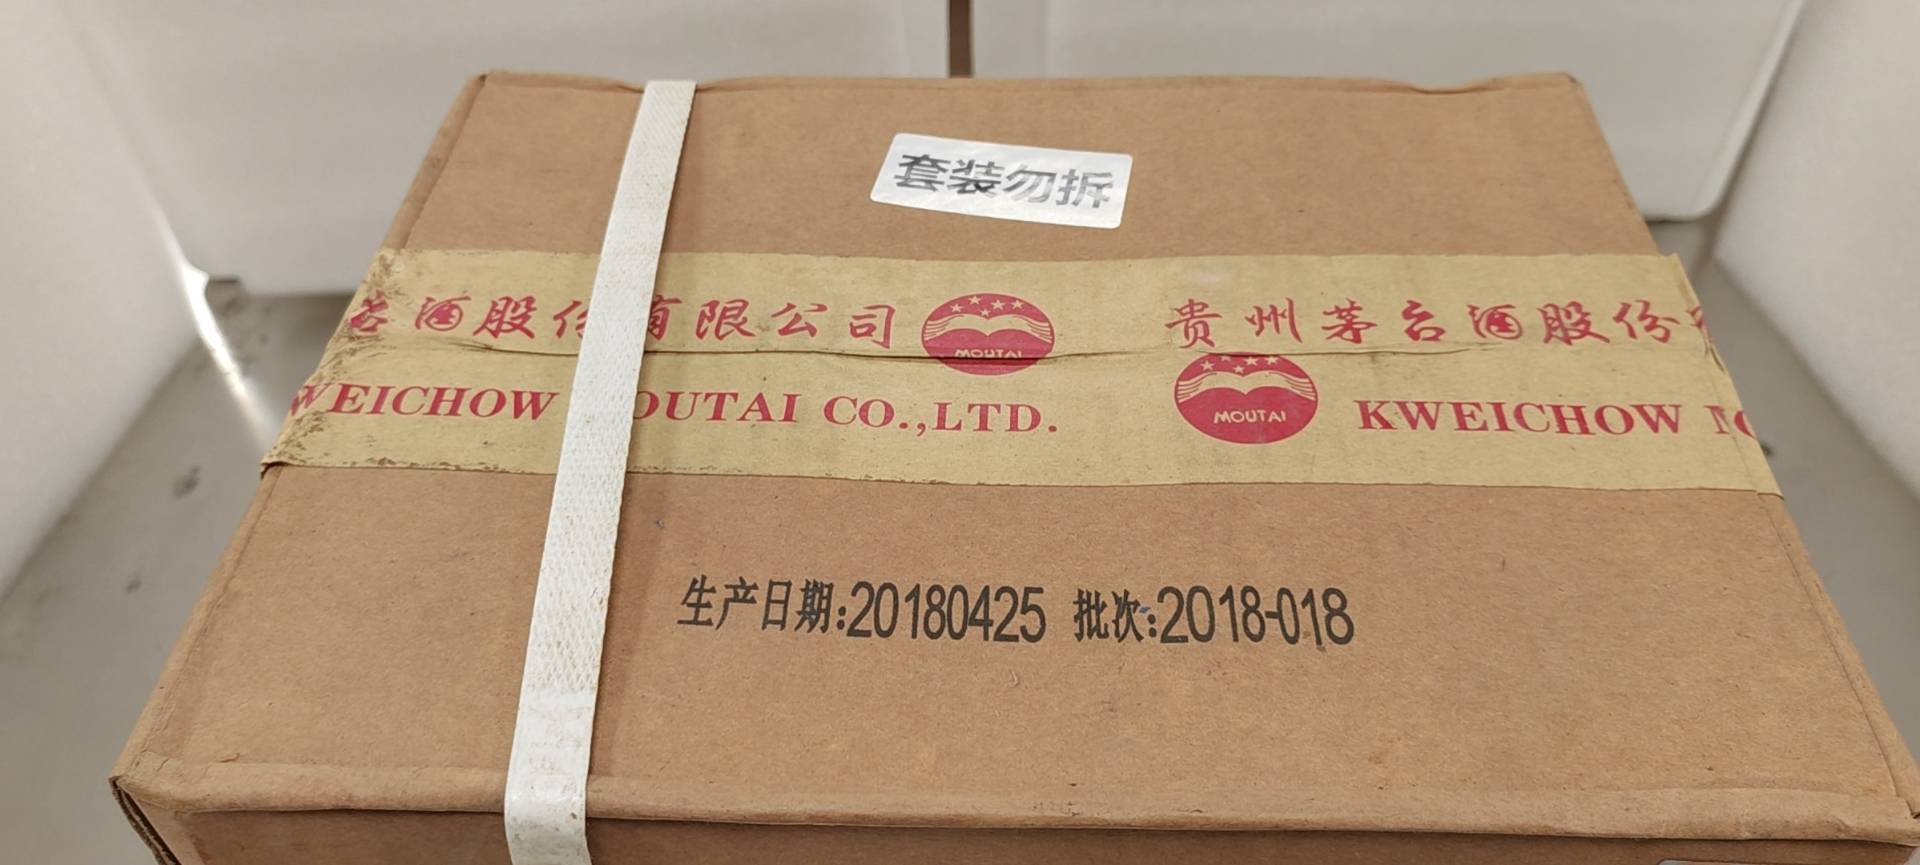 套装勿拆
酒股份有限公司
MOUTAI
贵州茅台酒股份
WEICHOW OUTAI CO.,LTD.
MOUTAI
KWEICHOW
生产日期:20180425 批次:2018-018